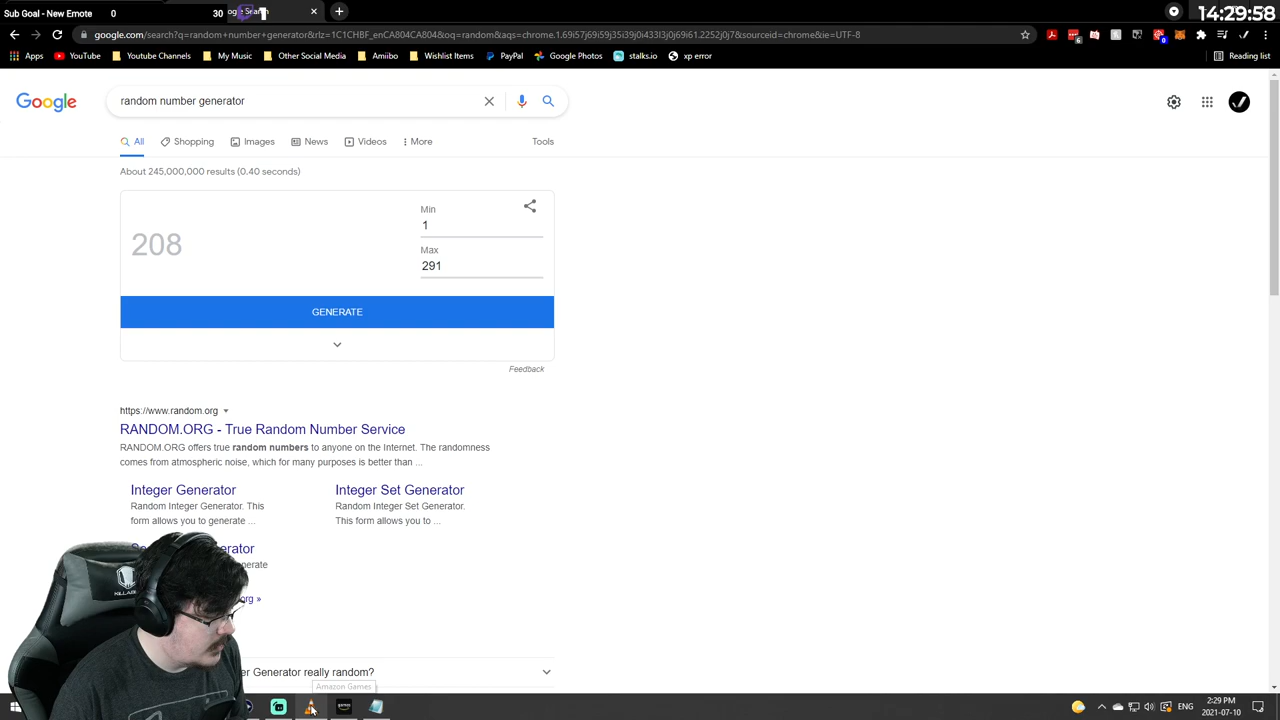 Sub Goal - New Emote 0 30
Search
14:29:58
google.com/search?q=random+number+generator&rlz=1C1CHBF_enCA804CA804&oq=random&aqs=chrome.1.69i57j69i59j35i39j0i433l3j0j69i61.2252j0j7&sourceid=chrome&ie=UTF-8
Apps YouTube Youtube Channels My Music Other Social Media Amiibo Wishlist Items PayPal Google Photos stalks.io xp error Reading list
Google random number generator
All Shopping Images News Videos More Tools
About 245,000,000 results (0.40 seconds)
Min
1
208
Max
291
GENERATE
Feedback
https://www.random.org
RANDOM.ORG - True Random Number Service
RANDOM.ORG offers true random numbers to anyone on the Internet. The randomness
comes from atmospheric noise, which for many purposes is better than ...
Integer Generator Integer Set Generator
Random Integer Generator. This Random Integer Set Generator.
form allows you to generate ... This form allows you to ...
Generator really random?
Amazon Games
ENG 2:29 PM
2021-07-10